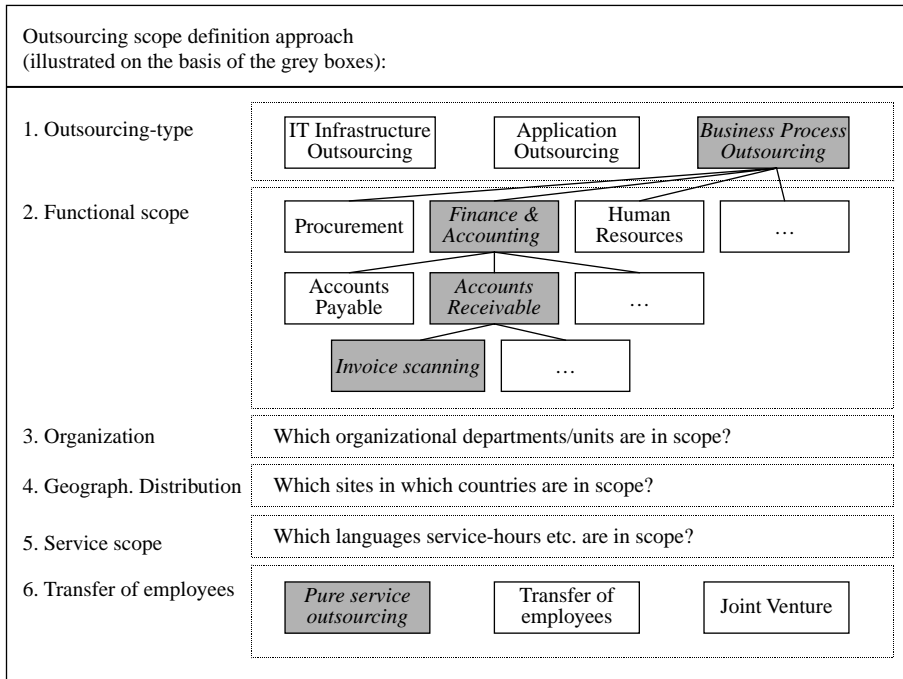 Outsourcing scope definition approach
(illustrated on the basis of the grey boxes):
1. Outsourcing-type
IT Infrastructure
Outsourcing
Application
Outsourcing
Business Process
Outsourcing
2. Functional scope
Procurement
Finance &
Accounting
Human
Resources
…
Accounts
Payable
Accounts
Receivable
…
Invoice scanning
…
3. Organization
Which organizational departments/units are in scope?
4. Geograph. Distribution
Which sites in which countries are in scope?
5. Service scope
Which languages service-hours etc. are in scope?
6. Transfer of employees
Pure service
outsourcing
Transfer of
employees
Joint Venture